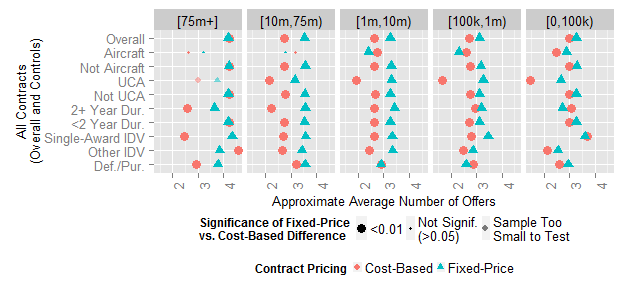 [75m+] [10m,75m) [1m,10m) [100k,1m) [0,100k)
All Contracts
(Overall and Controls)
Overall
Aircraft
Not Aircraft
UCA
Not UCA
2+ Year Dur.
<2 Year Dur.
Single-Award IDV
Other IDV
Def./Pur.
2 3 4 2 3 4 2 3 4 2 3 4 2 3 4
Approximate Average Number of Offers
Significance of Fixed-Price
vs. Cost-Based Difference
<0.01
Not Signif.
(>0.05)
Sample Too
Small to Test
Contract Pricing Cost-Based Fixed-Price